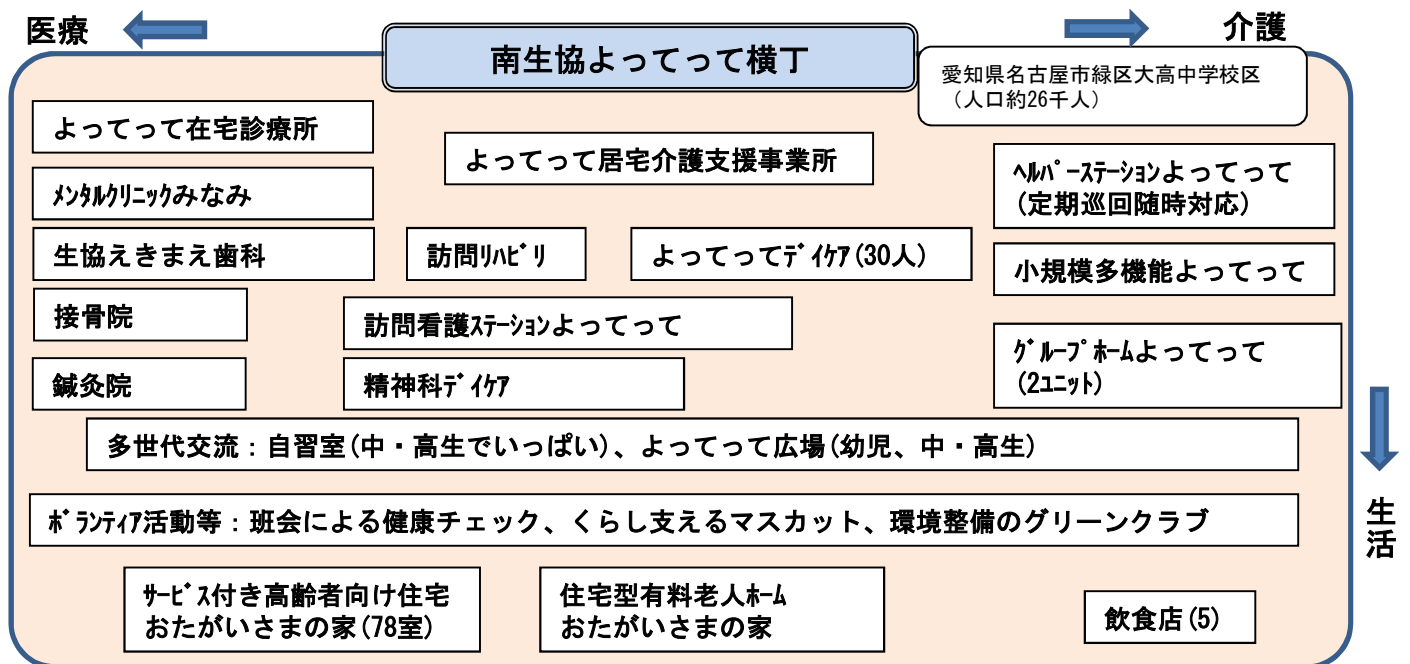 医療
介護
南生協よってって横丁
愛知県名古屋市緑区大高中学校区
（人口約26千人）
よってって在宅診療所
よってって居宅介護支援事業所
ﾍﾙﾊﾟｰｽﾃｰｼｮﾝよってって
(定期巡回随時対応)
ﾒﾝﾀﾙｸﾘﾆｯｸみなみ
生協えきまえ歯科
訪問ﾘﾊﾋﾞﾘ
よってってﾃﾞｲｹｱ(30人)
小規模多機能よってって
接骨院
訪問看護ｽﾃｰｼｮﾝよってって
ｸﾞﾙｰﾌﾟﾎｰﾑよってって
(2ﾕﾆｯﾄ)
鍼灸院
精神科ﾃﾞｲｹｱ
多世代交流：自習室(中・高生でいっぱい)、よってって広場(幼児、中・高生)
ﾎﾞﾗﾝﾃｨｱ活動等：班会による健康チェック、くらし支えるマスカット、環境整備のグリーンクラブ
生活
ｻｰﾋﾞｽ付き高齢者向け住宅
おたがいさまの家(78室)
住宅型有料老人ﾎｰﾑ
おたがいさまの家
飲食店(5)